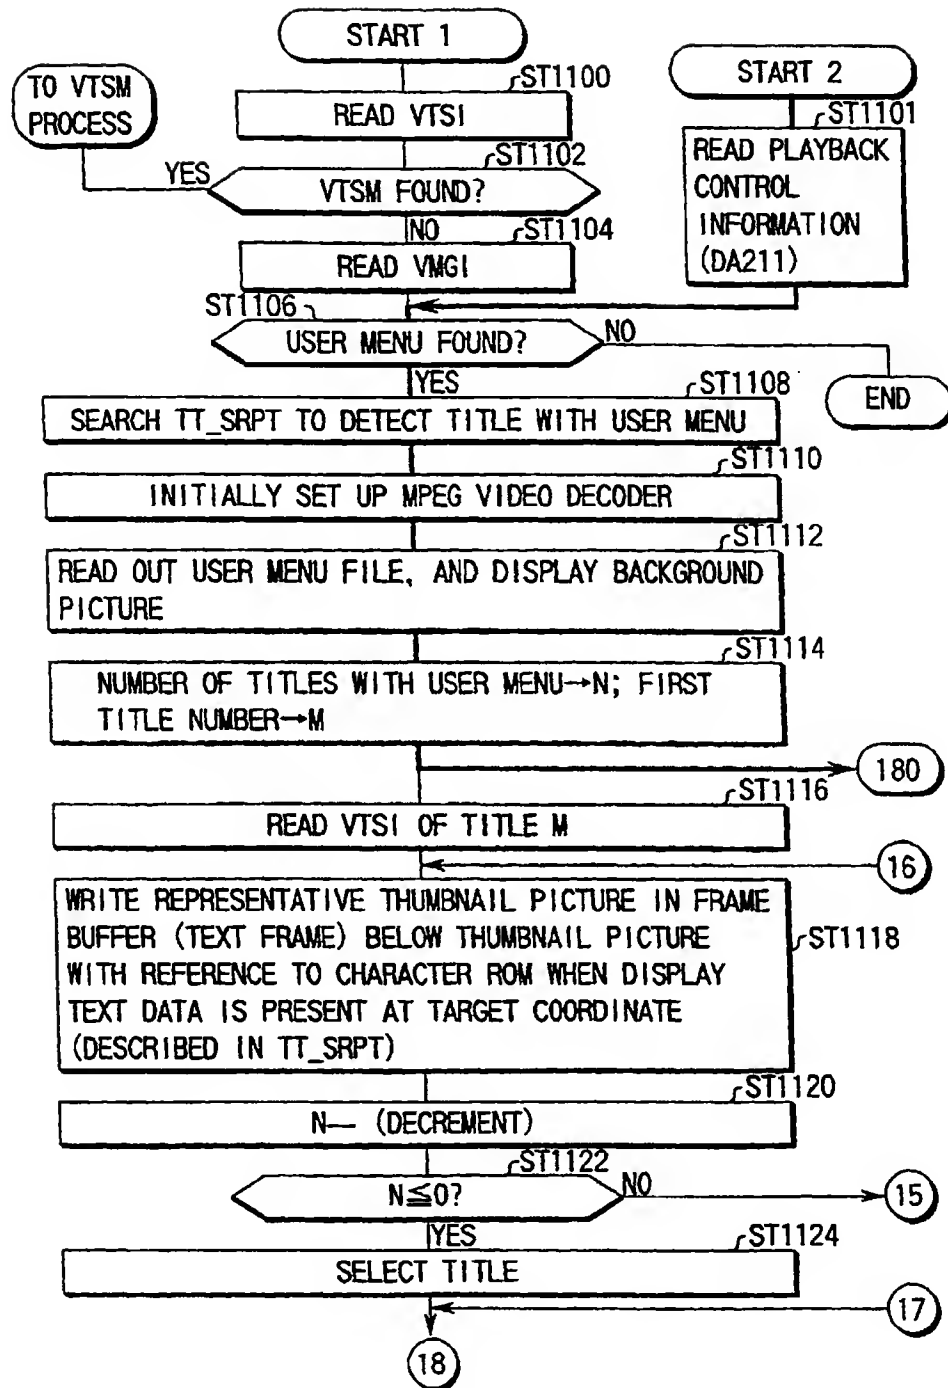 START 1
ST1100
READ VTSI
TO VTSM
PROCESS
START 2
ST1101
READ PLAYBACK
CONTROL
INFORMATION
(DA211)
ST1102
YES
VTSM FOUND?
NO
ST1104
READ VMGI
ST1106
USER MENU FOUND?
NO
END
YES
ST1108
SEARCH TT_SRPT TO DETECT TITLE WITH USER MENU
ST1110
INITIALLY SET UP MPEG VIDEO DECODER
ST1112
READ OUT USER MENU FILE, AND DISPLAY BACKGROUND
PICTURE
ST1114
NUMBER OF TITLES WITH USER MENU→N; FIRST
TITLE NUMBER→M
180
ST1116
READ VTSI OF TITLE M
16
WRITE REPRESENTATIVE THUMBNAIL PICTURE IN FRAME
BUFFER (TEXT FRAME) BELOW THUMBNAIL PICTURE
WITH REFERENCE TO CHARACTER ROM WHEN DISPLAY
TEXT DATA IS PRESENT AT TARGET COORDINATE
(DESCRIBED IN TT_SRPT)
ST1118
ST1120
N— (DECREMENT)
ST1122
N≦0?
NO
15
YES
ST1124
SELECT TITLE
17
18